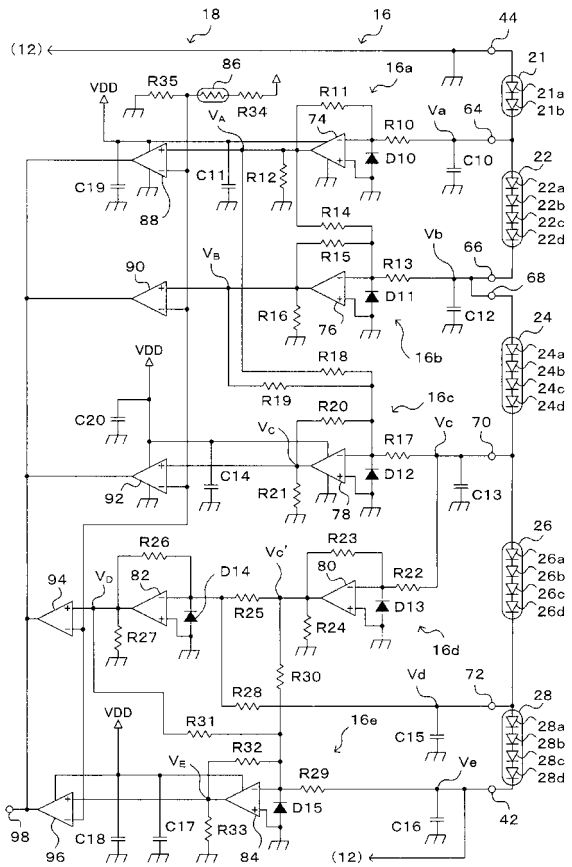 18 16 44
(12)
R35 86 21
VDD R34 R11 16a 21a
74 21b
V_A R10 Va 64
22
C19 C11 R12 D10 C10 22a
88 22b
R14 22c
R15 Vb 22d
90 V_B R13 66
68
R16 D11 C12 24
76
VDD R18 16b 24a
R19 16c 24b
24c
C20 R20 24d
V_C R17 Vc 70
92 C14 R21 D12 C13
78 26
R26 R23 26a
94 V_D 82 D14 Vc' 80 R22 26b
26c
R25 D13 26d
R27 R24 16d
R30
R28 Vd 72 28
VDD R31 16e C15 28a
R32 28b
V_E R29 Ve 28c
28d
98 D15 C16 42
96 C18 C17 R33 84
(12)